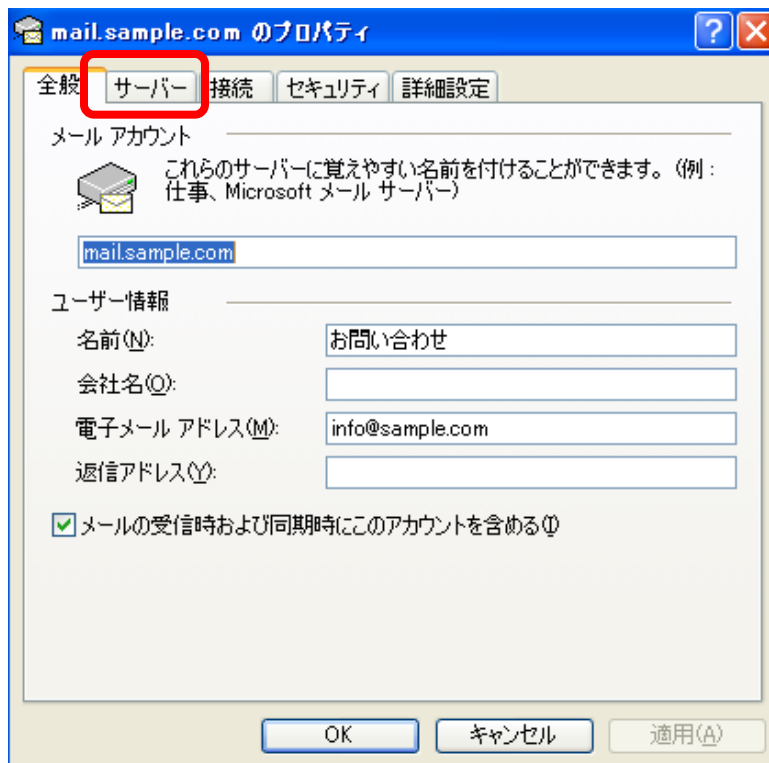 mail.sample.com のプロパティ
全般 サーバー 接続 セキュリティ 詳細設定
メール アカウント
これらのサーバーに覚えやすい名前を付けることができます。(例：
仕事、Microsoft メール サーバー)
mail.sample.com
ユーザー情報
名前(N): お問い合わせ
会社名(O):
電子メール アドレス(M): info@sample.com
返信アドレス(Y):
メールの受信時および同期時にこのアカウントを含める(I)
OK キャンセル 適用(A)